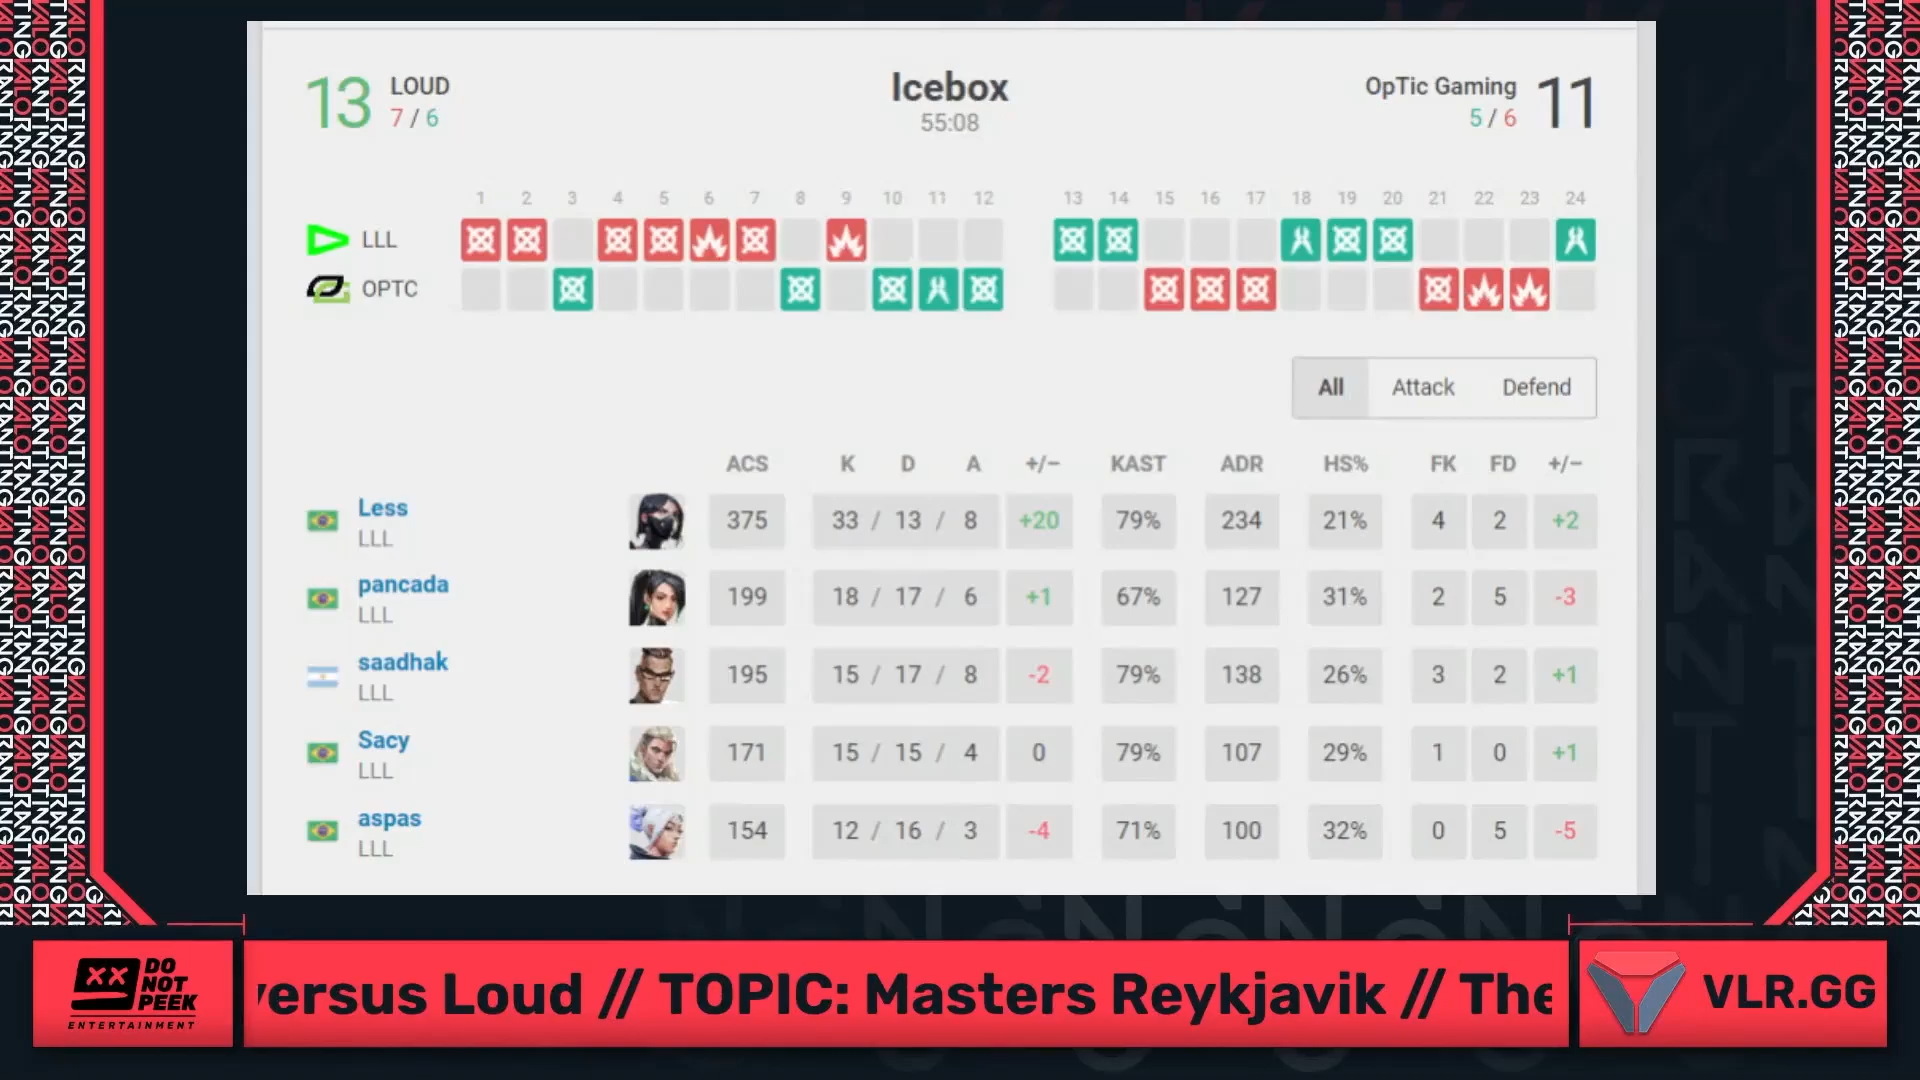 13 LOUD Icebox OpTic Gaming 11
7 / 6 55:08 5 / 6
1 2 3 4 5 6 7 8 9 10 11 12 13 14 15 16 17 18 19 20 21 22 23 24
LLL
OPTC
All Attack Defend
ACS K D A +/– KAST ADR HS% FK FD +/–
Less 375 33 / 13 / 8 +20 79% 234 21% 4 2 +2
LLL
pancada 199 18 / 17 / 6 +1 67% 127 31% 2 5 -3
LLL
saadhak 195 15 / 17 / 8 -2 79% 138 26% 3 2 +1
LLL
Sacy 171 15 / 15 / 4 0 79% 107 29% 1 0 +1
LLL
aspas 154 12 / 16 / 3 -4 71% 100 32% 0 5 -5
LLL
DO
NOT
PEEK
ENTERTAINMENT
versus Loud // TOPIC: Masters Reykjavik // The
VLR.GG
VALORANTING